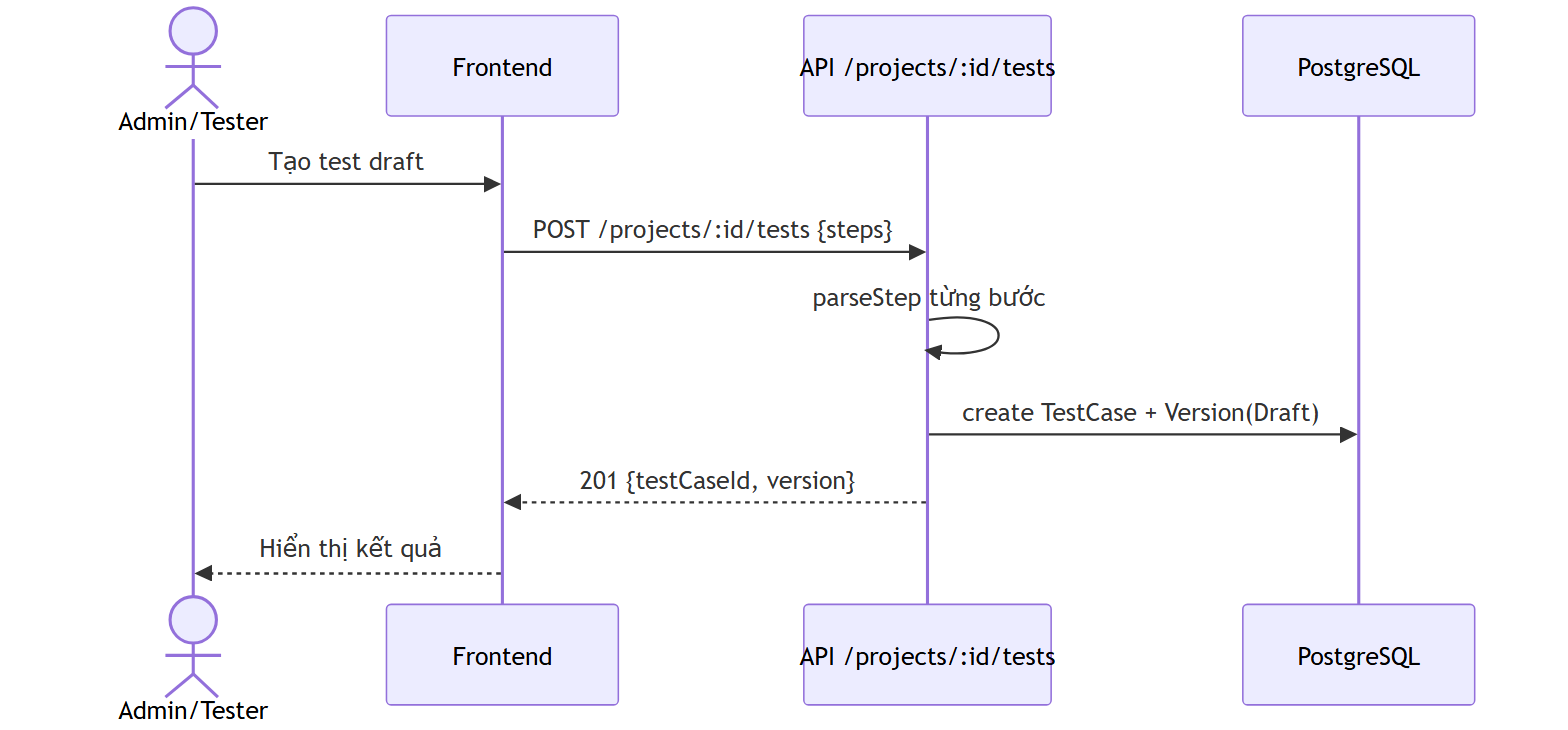 Admin/Tester
Frontend
API /projects/:id/tests
PostgreSQL
Tạo test draft
POST /projects/:id/tests {steps}
parseStep từng bước
create TestCase + Version(Draft)
201 {testCaseId, version}
Hiển thị kết quả
Admin/Tester
Frontend
API /projects/:id/tests
PostgreSQL